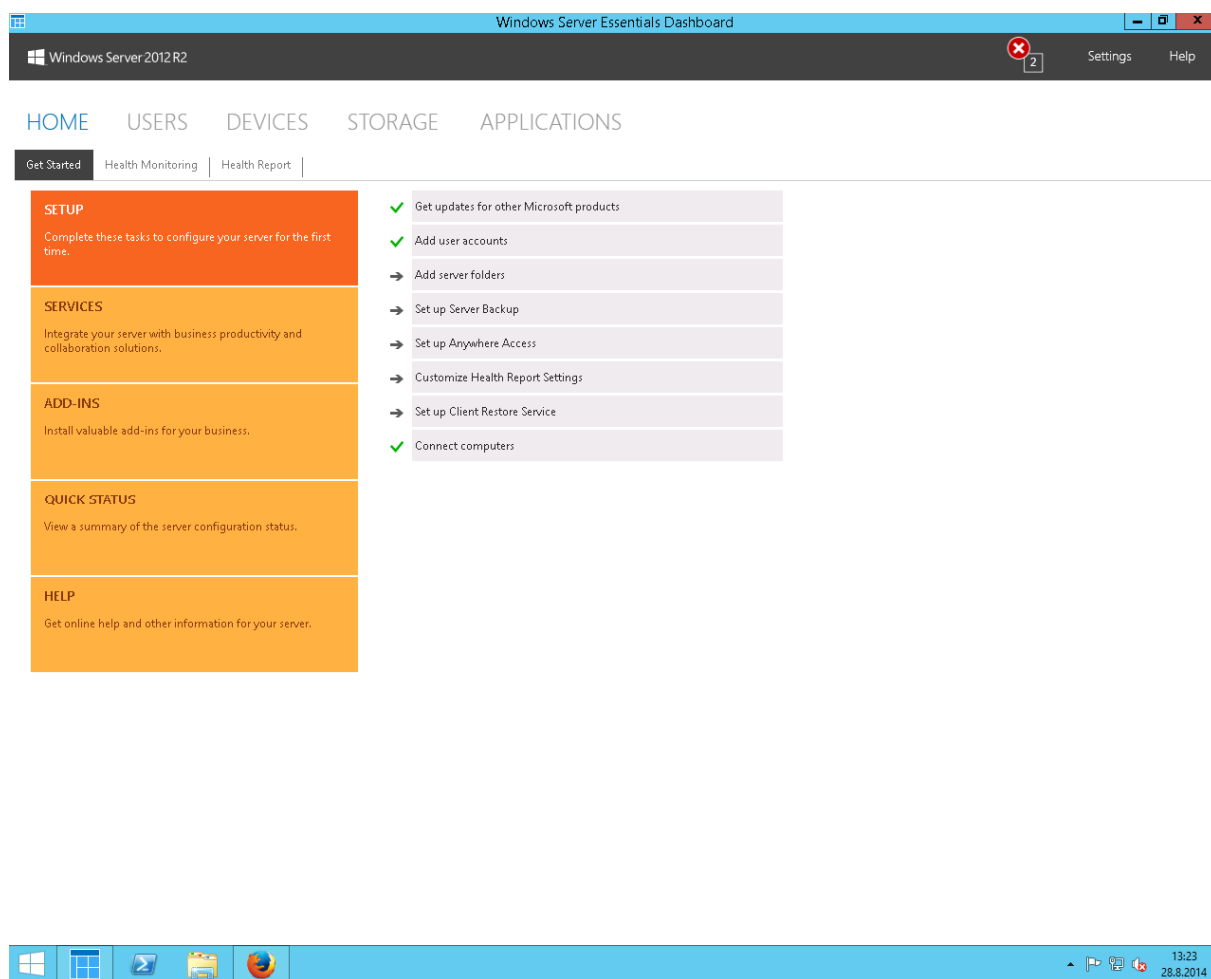 Windows Server Essentials Dashboard
Windows Server 2012 R2
2
Settings
Help
HOME
USERS
DEVICES
STORAGE
APPLICATIONS
Get Started
Health Monitoring
Health Report
SETUP
Complete these tasks to configure your server for the first
time.
SERVICES
Integrate your server with business productivity and
collaboration solutions.
ADD-INS
Install valuable add-ins for your business.
QUICK STATUS
View a summary of the server configuration status.
HELP
Get online help and other information for your server.
Get updates for other Microsoft products
Add user accounts
Add server folders
Set up Server Backup
Set up Anywhere Access
Customize Health Report Settings
Set up Client Restore Service
Connect computers
13:23
28.8.2014